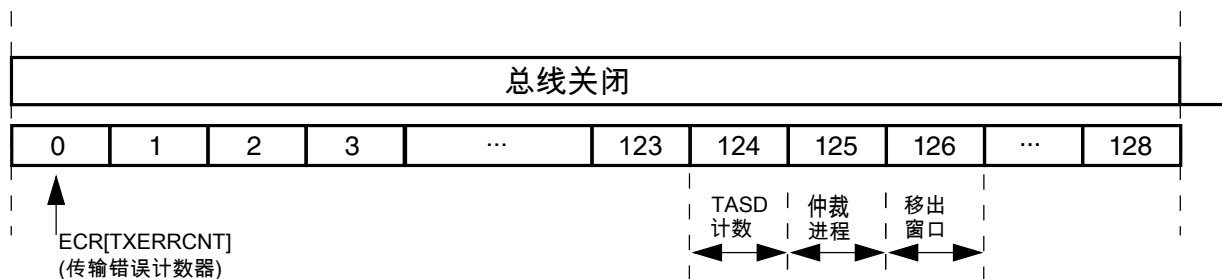 总线关闭
0 1 2 3 ... 123 124 125 126 ... 128
ECR[TXERRCNT]
(传输错误计数器)
TASD
计数
仲裁
进程
移出
窗口